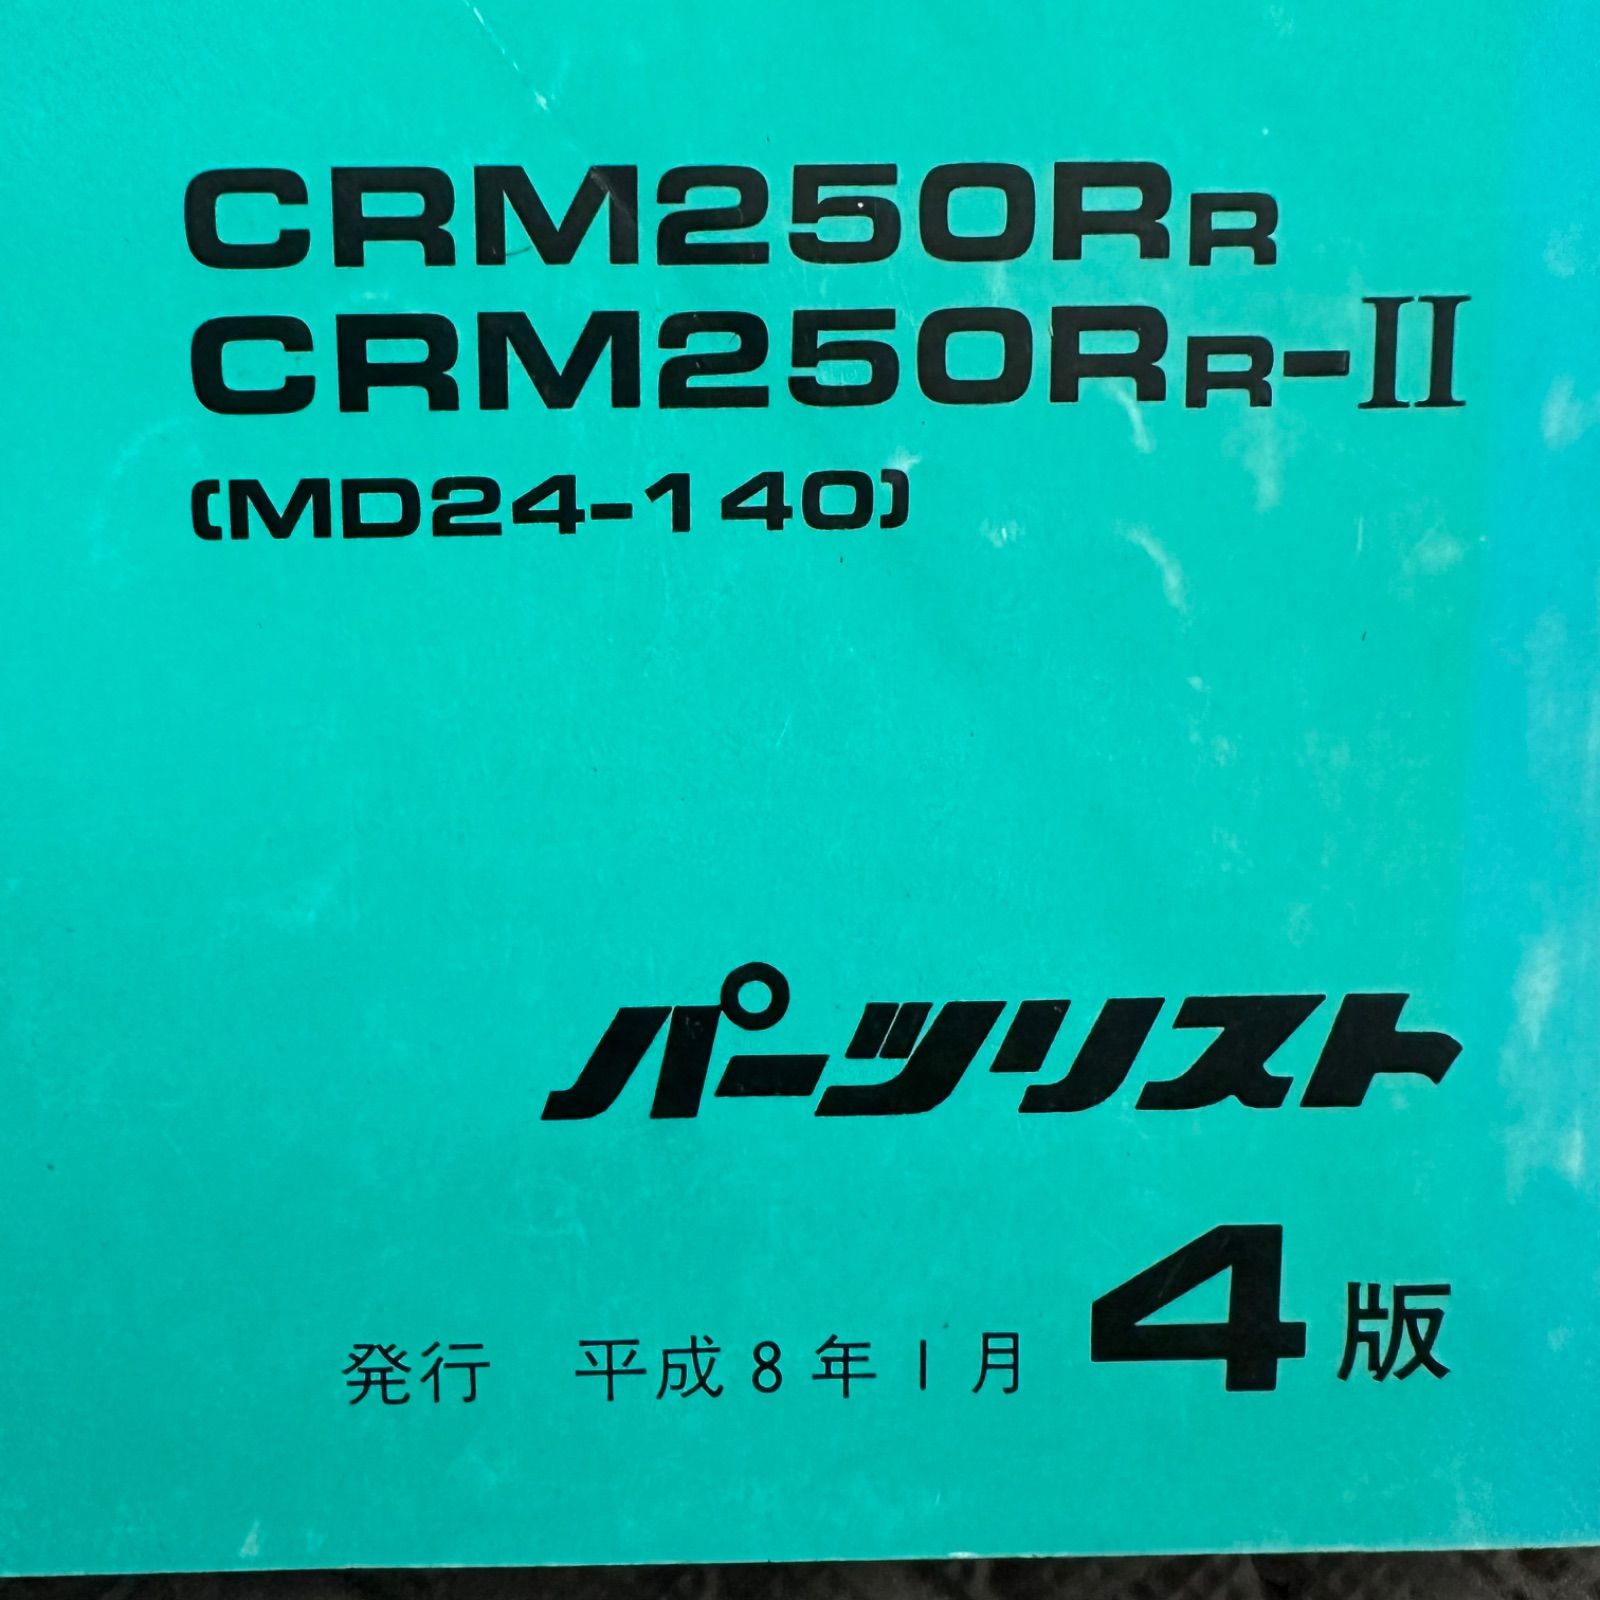 CRM250RR
CRM250RR-II
(MD24-140)
パーツリスト
発行 平成8年1月 4版